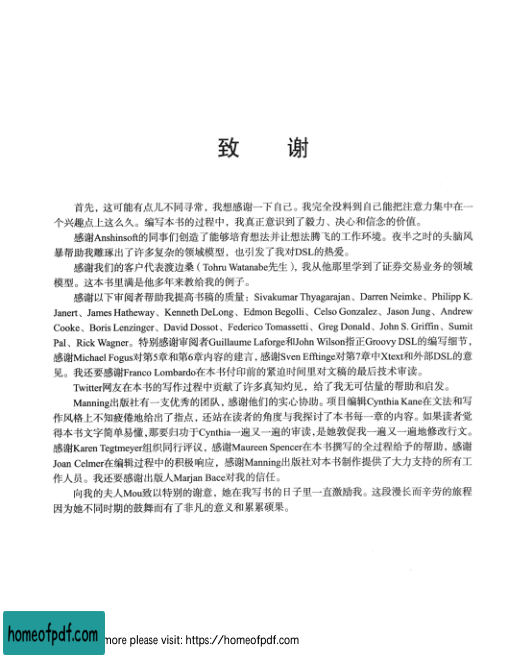 致 谢
首先，这可能有点儿不同寻常，我想感谢一下自己。我完全没料到自己能把注意力集中在一
个兴趣点上这么久。编写本书的过程中，我真正意识到了毅力、决心和信念的价值。
感谢Anshinsoft的同事们创造了能够培育想法并让想法腾飞的工作环境。夜半之时的头脑风
暴帮助我雕琢出了许多复杂的领域模型，也引发了我对DSL的热爱。
感谢我们的客户代表渡边桑（Tohru Watanabe先生），我从他那里学到了证券交易业务的领域
模型。这本书里满是他多年来教给我的例子。
感谢以下审阅者帮助我提高书稿的质量：Sivakumar Thyagarajan、Darren Neimke、Philipp K.
Janert、James Hatheway、Kenneth DeLong、Edmon Begolli、Celso Gonzalez、Jason Jung、Andrew
Cooke、Boris Lenzinger、David Dossot、Federico Tomassetti、Greg Donald、John S. Griffin、Sumit
Pal、Rick Wagner。特别感谢审阅者Guillaume Laforge和John Wilson指正Groovy DSL的编写细节，
感谢Michael Fogus对第5章和第6章内容的建言，感谢Sven Efftinge对第7章中Xtext和外部DSL的意
见。我还要感谢Franco Lombardo在本书付印前的紧迫时间里对文稿的最后技术审读。
Twitter网友在本书的写作过程中贡献了许多真知灼见，给了我无可估量的帮助和启发。
Manning出版社有一支优秀的团队，感谢他们的实心协助。项目编辑Cynthia Kane在文法和写
作风格上不知疲倦地给出了指点，还站在读者的角度与我探讨了本书每一章的内容。如果读者觉
得本书文字简单易懂，那要归功于Cynthia一遍又一遍的审读，是她敦促我一遍又一遍地修改行文。
感谢Karen Tegtmeyer组织同行评议，感谢Maureen Spencer在本书撰写的全过程给予的帮助，感谢
Joan Celmer在编辑过程中的积极响应，感谢Manning出版社对本书制作提供了大力支持的所有工
作人员。我还要感谢出版人Marjan Bace对我的信任。
向我的夫人Mou致以特别的谢意，她在我写书的日子里一直激励我。这段漫长而辛劳的旅程
因为她不同时期的鼓舞而有了非凡的意义和累累硕果。
homeofpdf.com
more please visit: https://homeofpdf.com